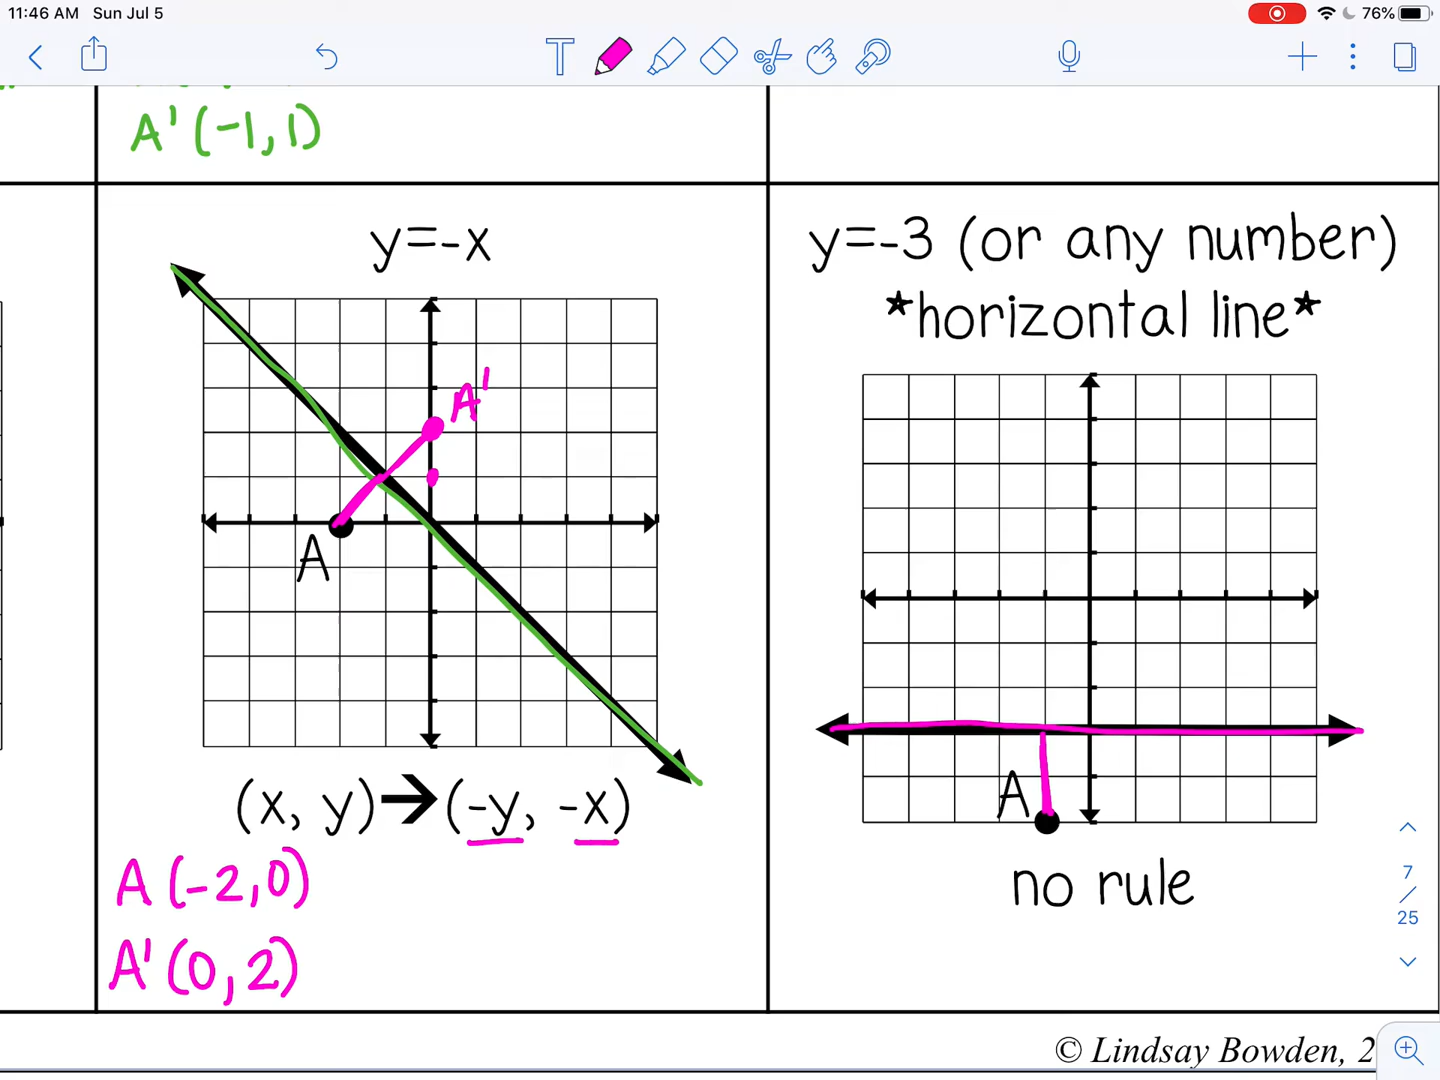 11:46 AM Sun Jul 5
76%
T
A'(-1,1)
y=-x
A'
A
(x, y)→(-y, -x)
A(-2,0)
A'(0,2)
y=-3 (or any number)
*horizontal line*
A
no rule
7
/
25
© Lindsay Bowden, 2